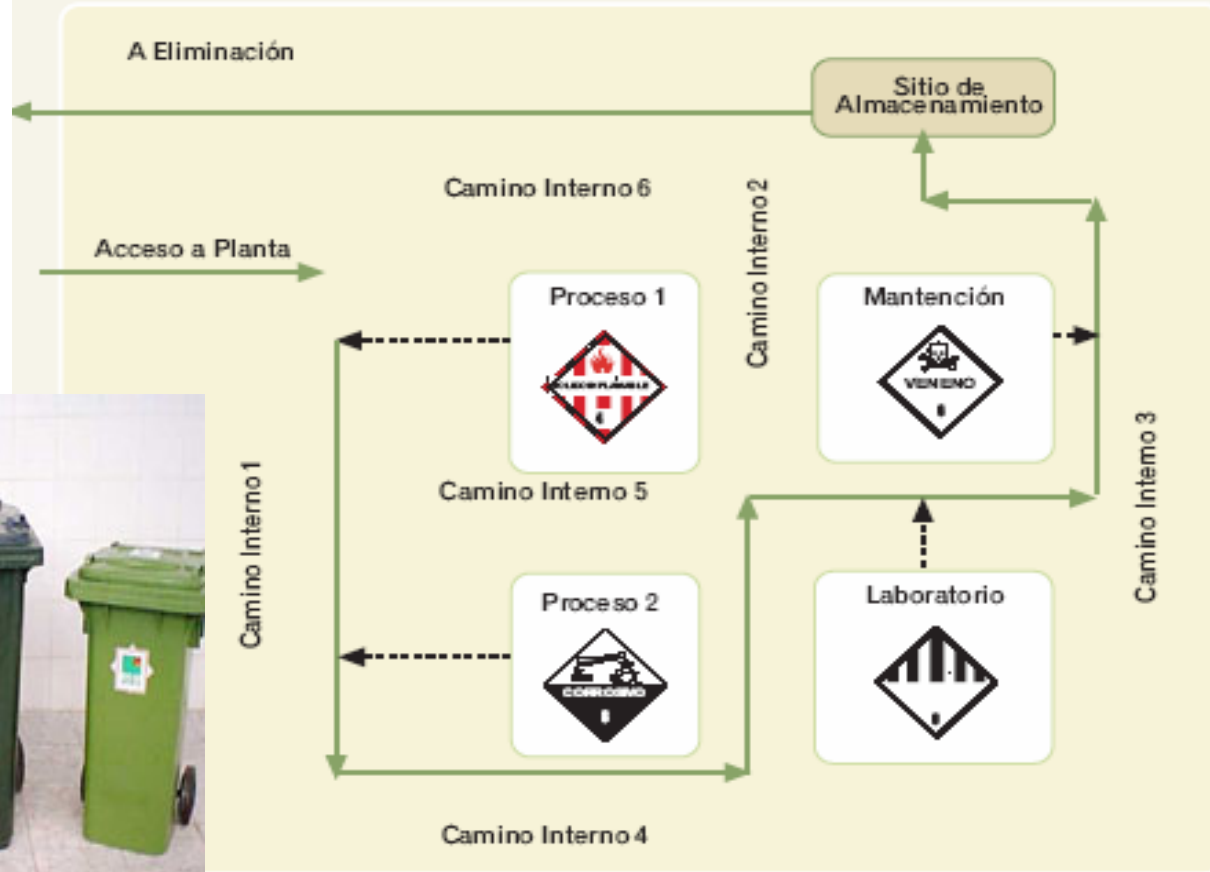 A Eliminación
Sitio de
Almacenamiento
Camino Interno 6
Camino Interno 2
Acceso a Planta
Proceso 1
Mantención
VENENO
6
Camino Interno 1
Camino Interno 5
Camino Interno 3
Proceso 2
CORROSIVO
Laboratorio
Camino Interno 4